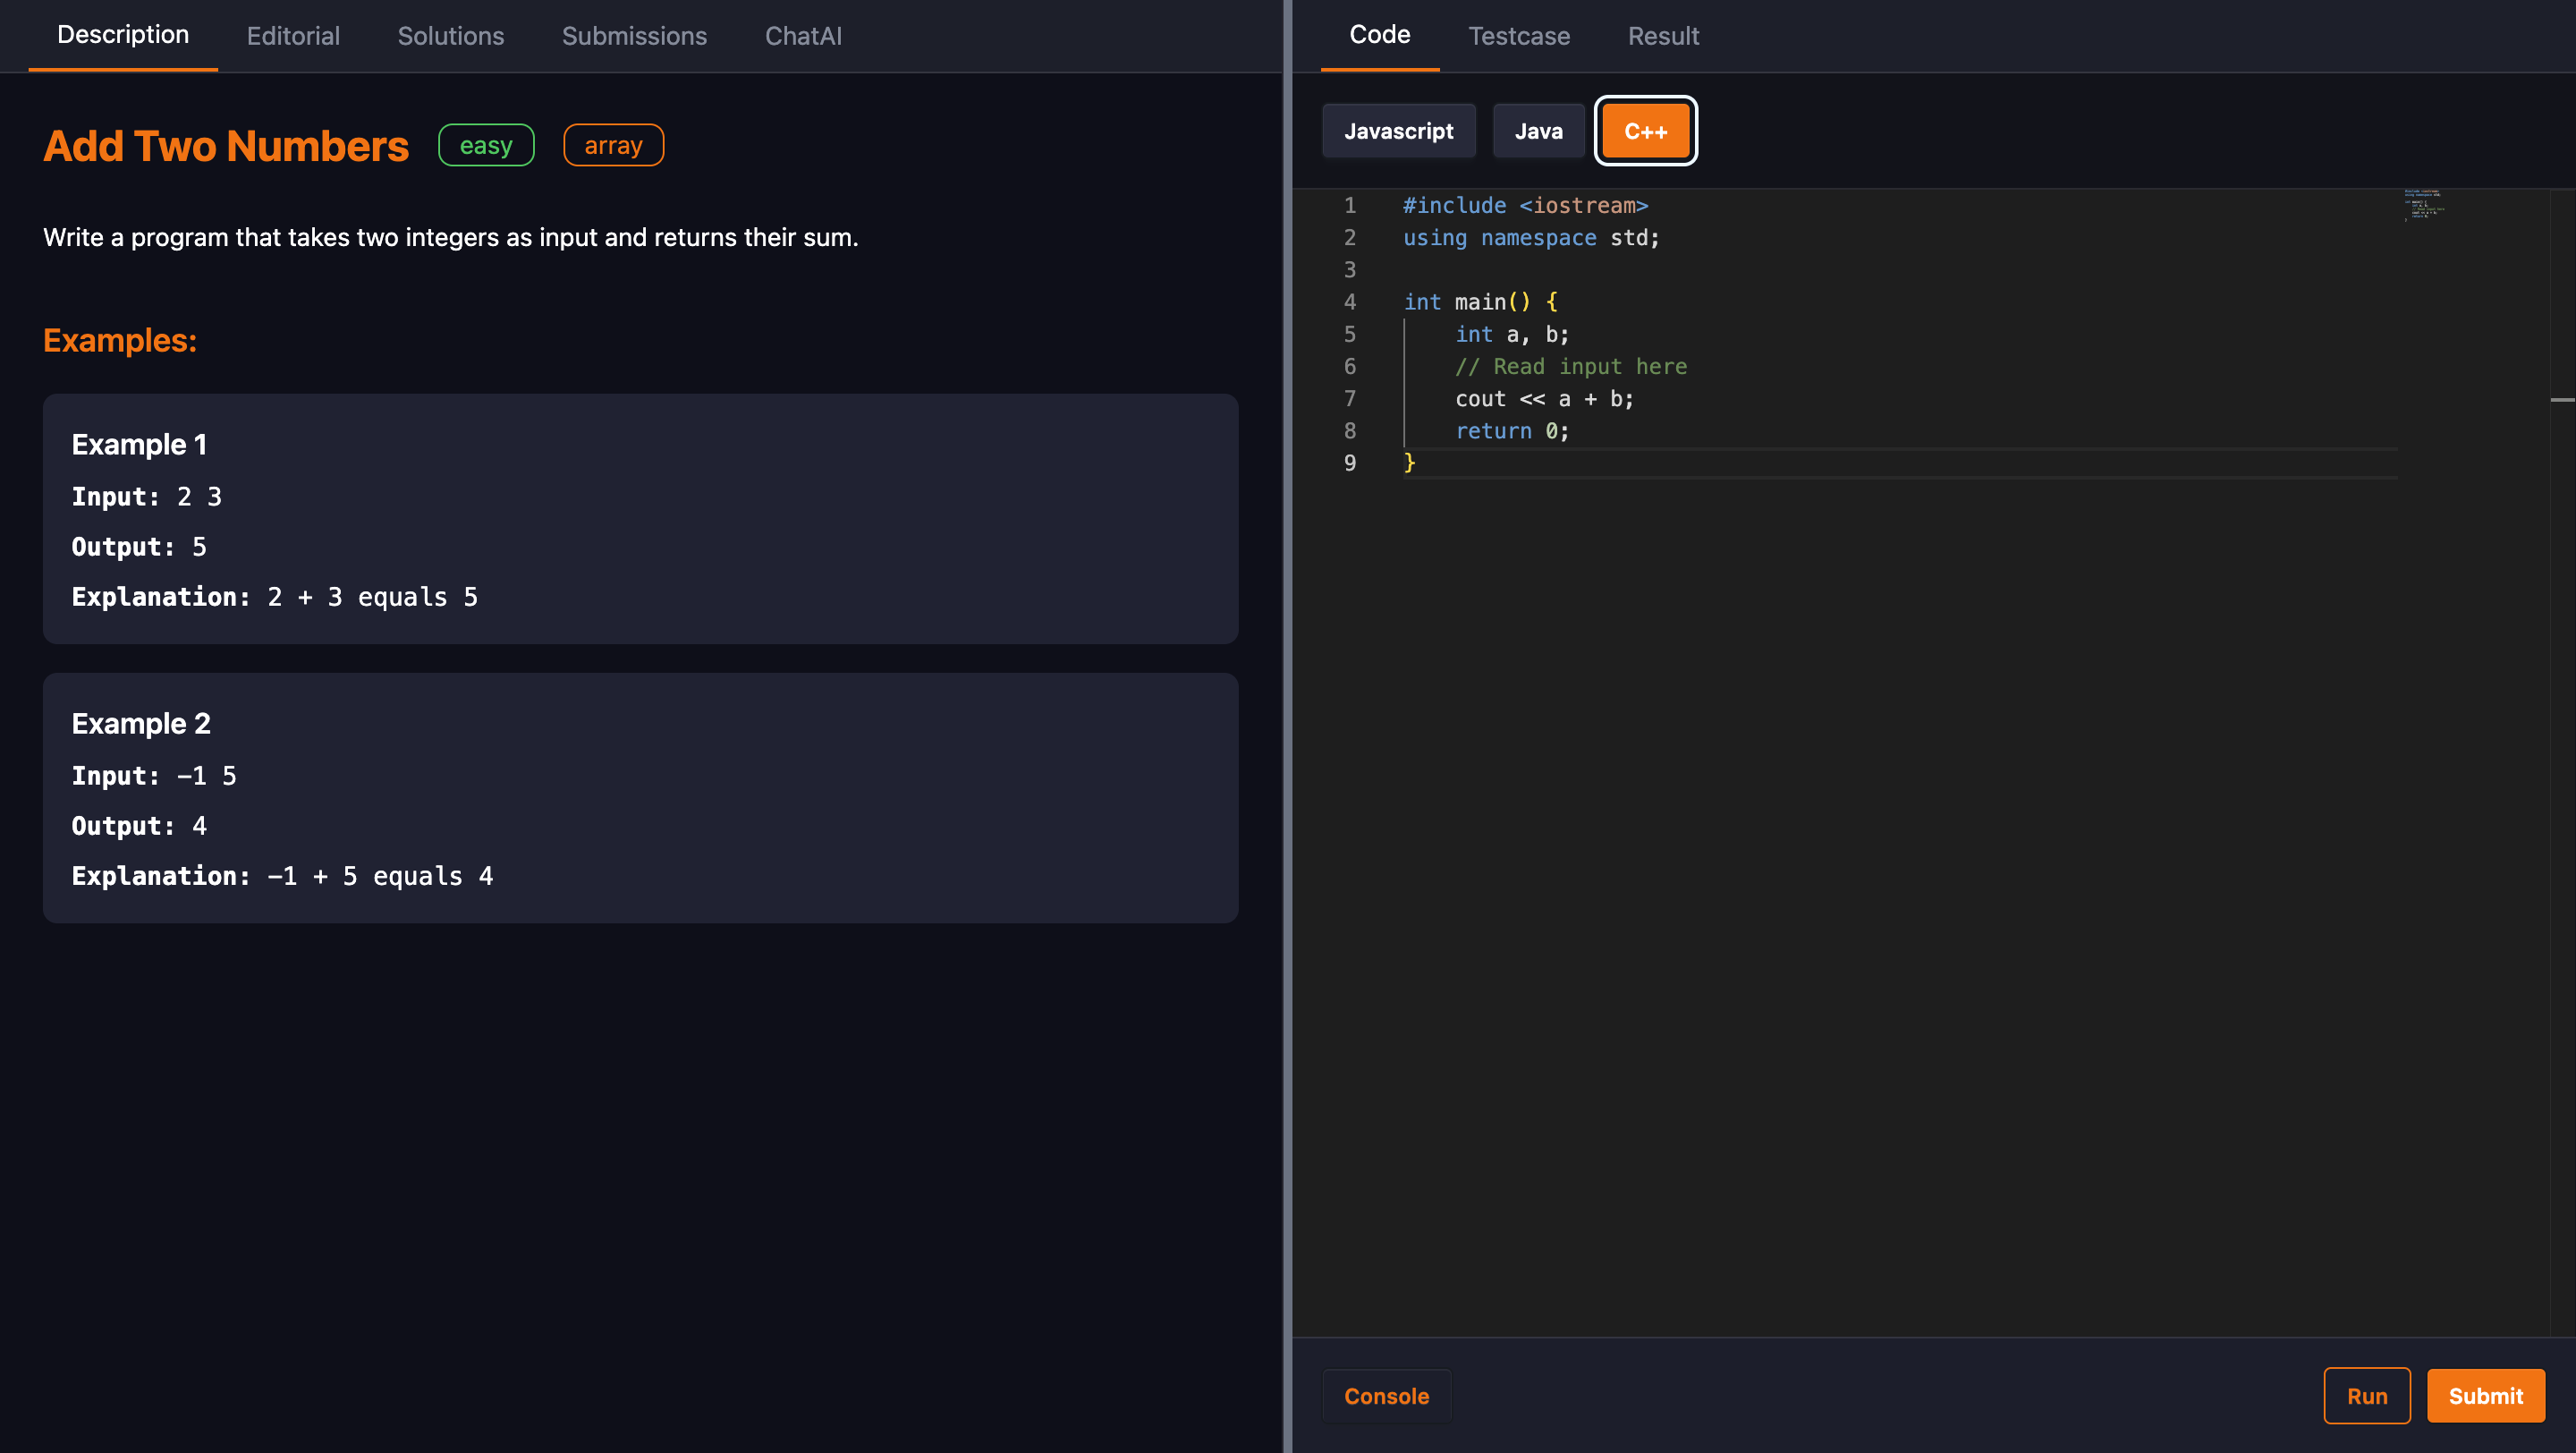 Description Editorial Solutions Submissions ChatAI
Add Two Numbers easy array
Write a program that takes two integers as input and returns their sum.
Examples:
Example 1
Input: 2 3
Output: 5
Explanation: 2 + 3 equals 5
Example 2
Input: -1 5
Output: 4
Explanation: -1 + 5 equals 4
Code Testcase Result
Javascript Java C++
1 #include <iostream>
2 using namespace std;
3
4 int main() {
5     int a, b;
6     // Read input here
7     cout << a + b;
8     return 0;
9 }
Console Run Submit